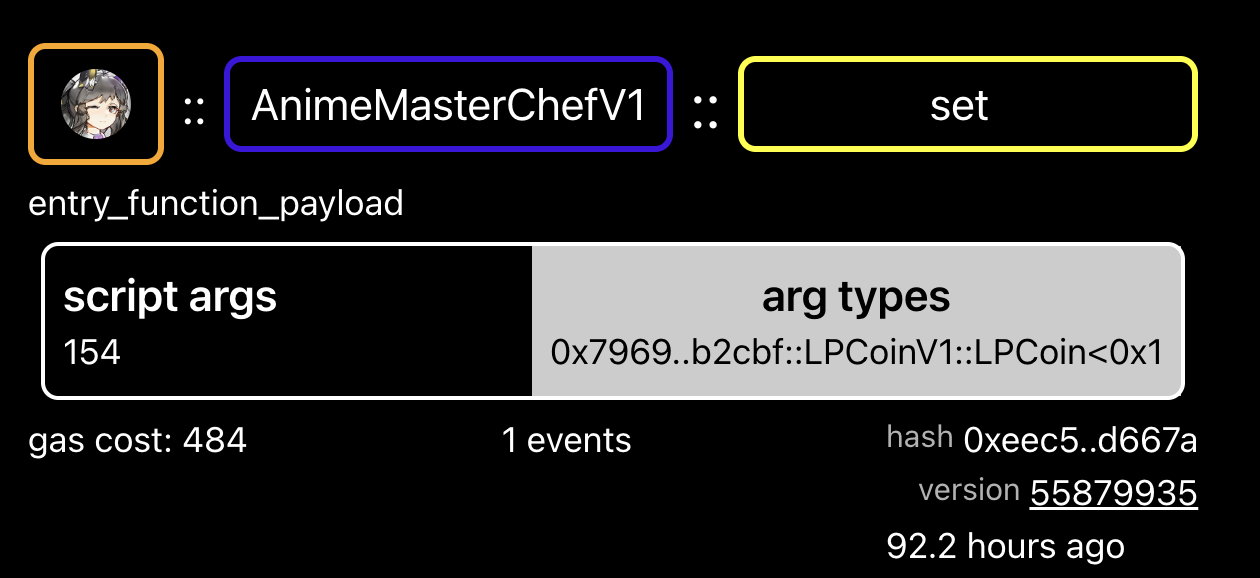 :: AnimeMasterChefV1 :: set
entry_function_payload
script args arg types
154 0x7969..b2cbf::LPCoinV1::LPCoin<0x1
gas cost: 484 1 events hash 0xeec5..d667a
version 55879935
92.2 hours ago